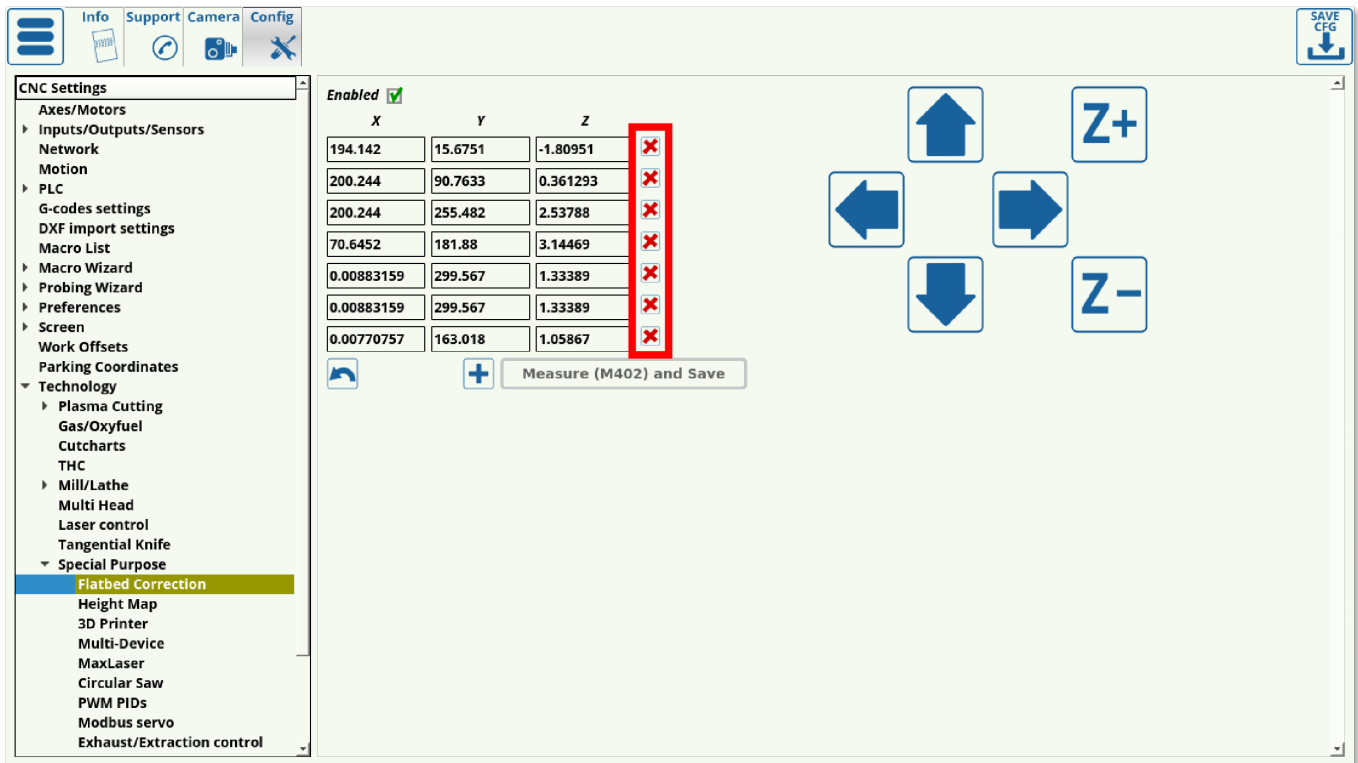 Info Support Camera Config
SAVE
CFG
CNC Settings
Axes/Motors
Inputs/Outputs/Sensors
Network
Motion
PLC
G-codes settings
DXF import settings
Macro List
Macro Wizard
Probing Wizard
Preferences
Screen
Work Offsets
Parking Coordinates
Technology
Plasma Cutting
Gas/Oxyfuel
Cutcharts
THC
Mill/Lathe
Multi Head
Laser control
Tangential Knife
Special Purpose
Flatbed Correction
Height Map
3D Printer
Multi-Device
MaxLaser
Circular Saw
PWM PIDs
Modbus servo
Exhaust/Extraction control
Enabled
X Y Z
194.142 15.6751 -1.80951
200.244 90.7633 0.361293
200.244 255.482 2.53788
70.6452 181.88 3.14469
0.00883159 299.567 1.33389
0.00883159 299.567 1.33389
0.00770757 163.018 1.05867
Measure (M402) and Save
Z+
Z-